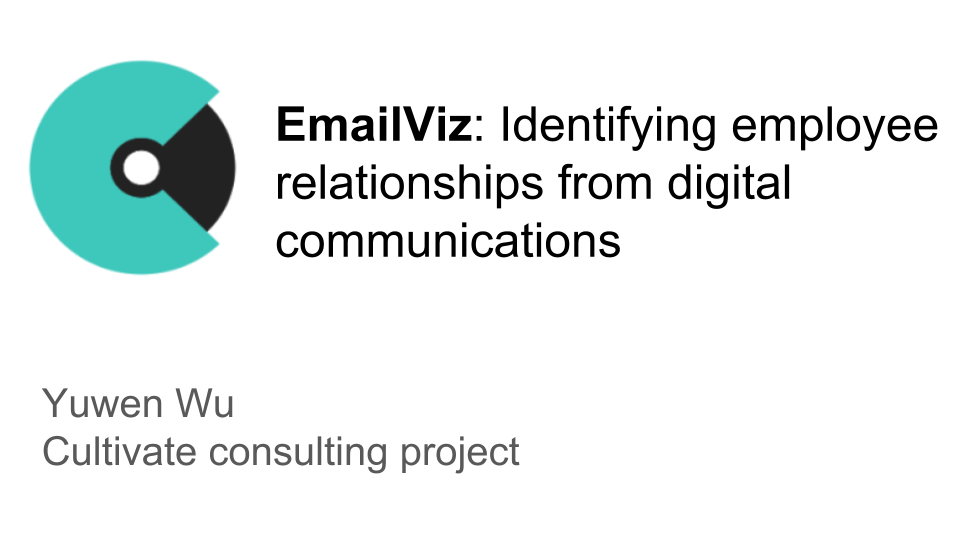 EmailViz: Identifying employee
relationships from digital
communications
Yuwen Wu
Cultivate consulting project